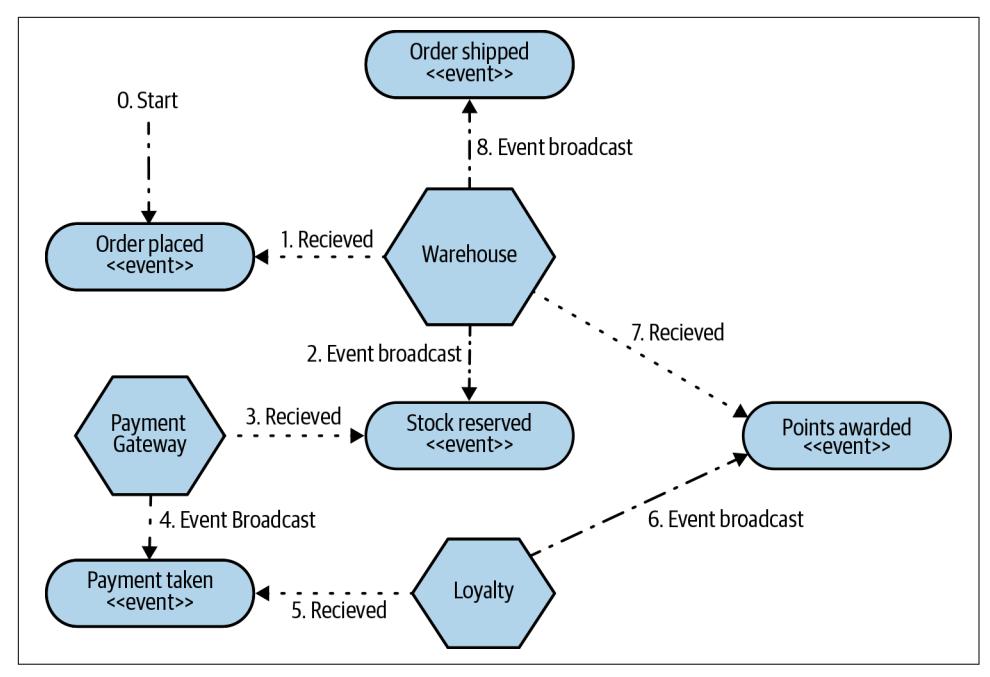 Order shipped
<<event>>
0. Start
8. Event broadcast
Order placed
<<event>>
1. Recieved
Warehouse
7. Recieved
2. Event broadcast
Payment
Gateway
3. Recieved
Stock reserved
<<event>>
Points awarded
<<event>>
4. Event Broadcast
6. Event broadcast
Payment taken
<<event>>
5. Recieved
Loyalty